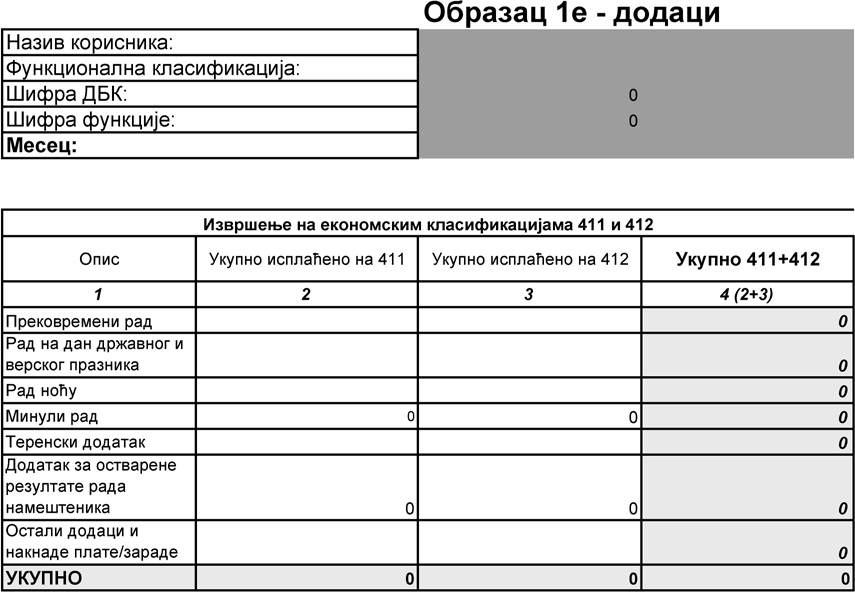 Образац 1е - додаци
Назив корисника:
Функционална класификација:
Шифра ДБК: 0
Шифра функције: 0
Месец:
Извршење на економским класификацијама 411 и 412
Опис Укупно исплаћено на 411 Укупно исплаћено на 412 Укупно 411+412
1 2 3 4 (2+3)
Прековремени рад 0
Рад на дан државног и
верског празника 0
Рад ноћу 0
Минули рад 0 0 0
Теренски додатак 0
Додатак за остварене
резултате рада
намештеника 0 0 0
Остали додаци и
накнаде плате/зараде 0
УКУПНО 0 0 0